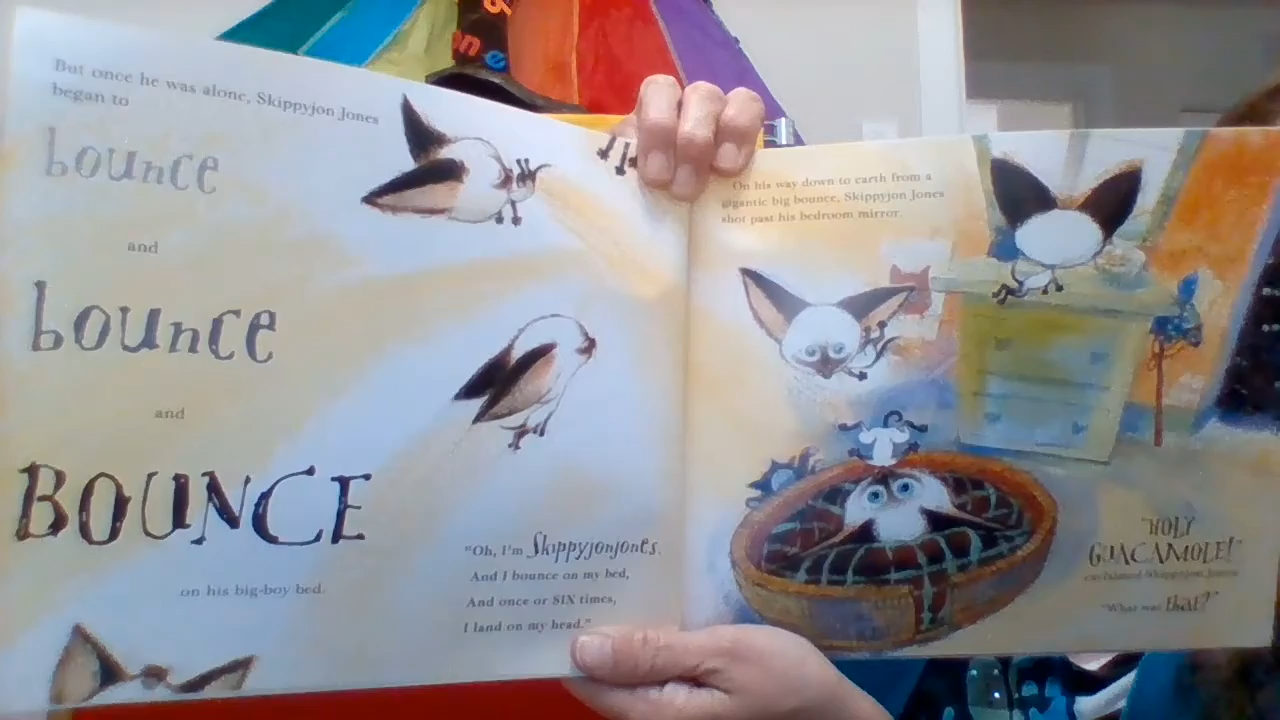 But once he was alone, Skippyjon Jones
began to
bounce
and
bounce
and
BOUNCE
on his big-boy bed.
"Oh, I'm Skippyjonjones,
And I bounce on my bed,
And once or SIX times,
I land on my head."
On his way down to earth from a
gigantic big bounce, Skippyjon Jones
shot past his bedroom mirror.
"HOLY
GUACAMOLE!"
exclaimed Skippyjon Jones.
"What was that?"